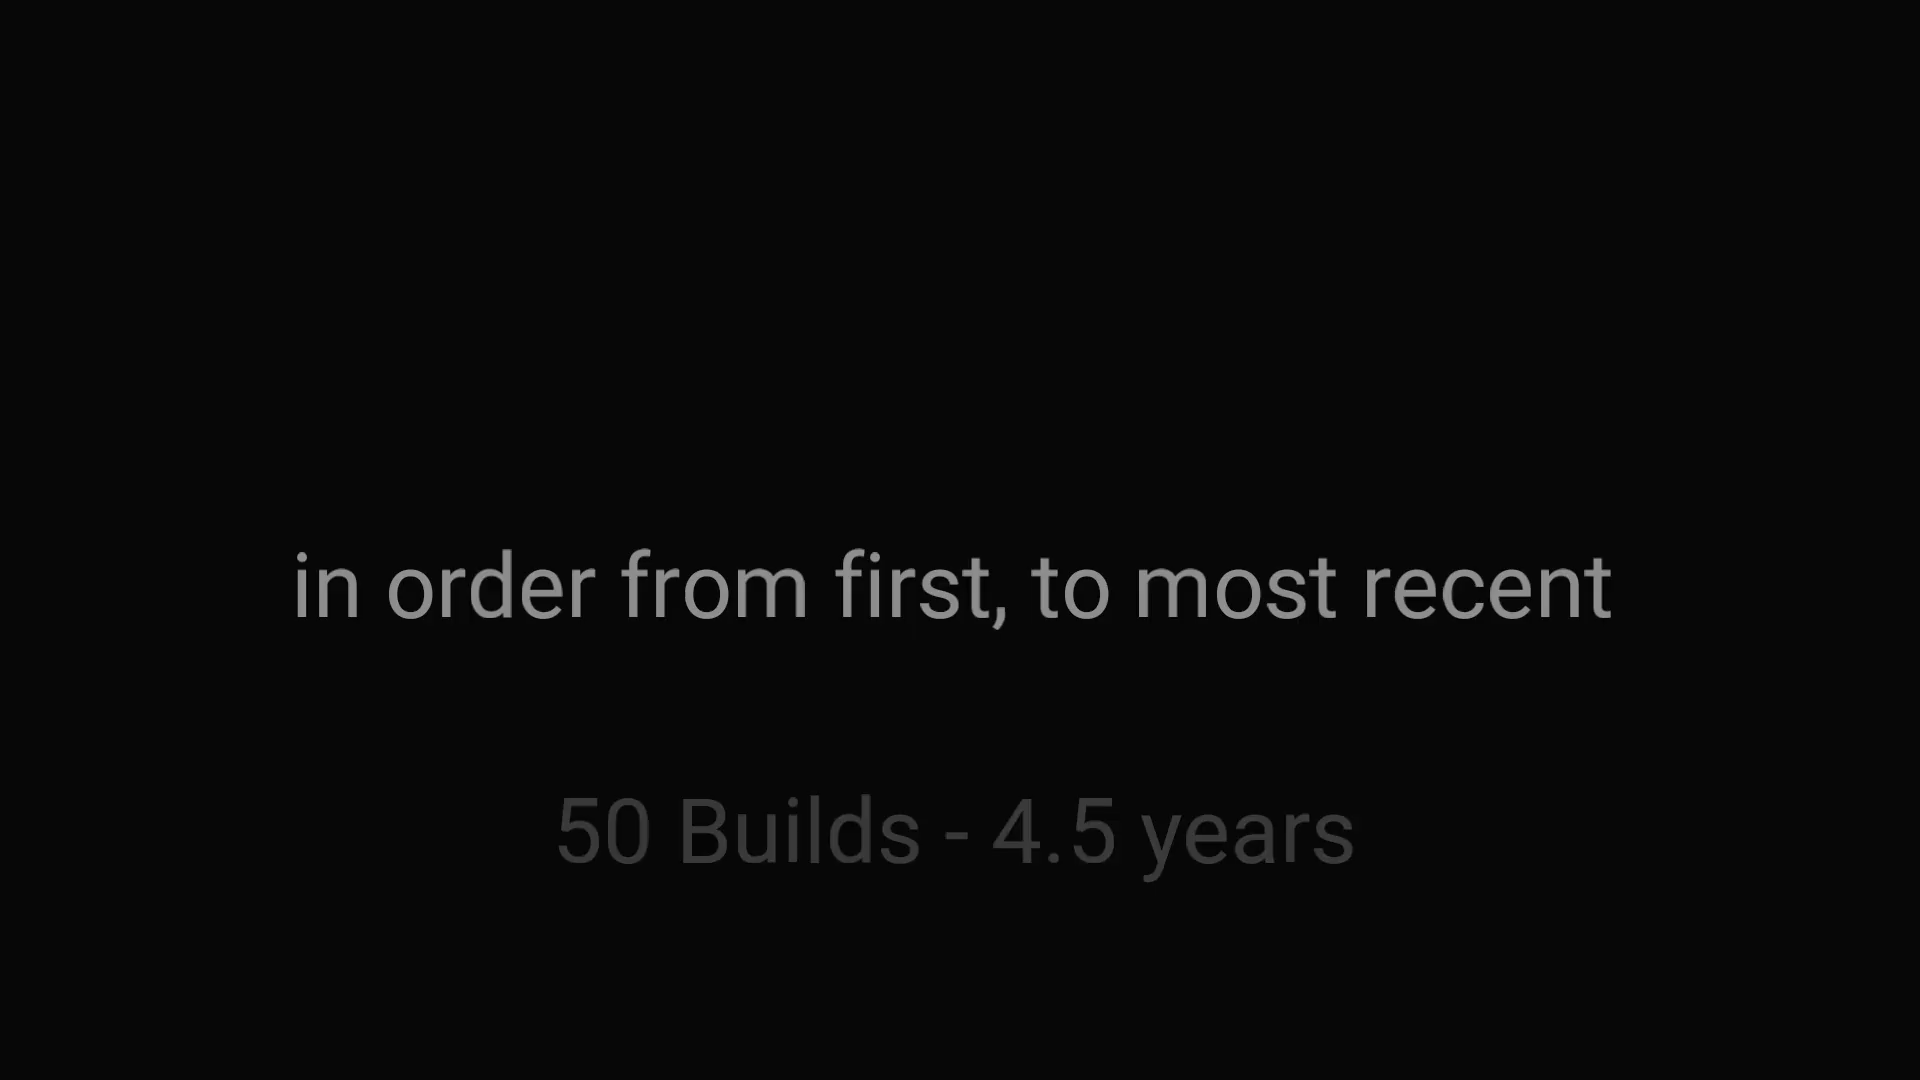 in order from first, to most recent
50 Builds - 4.5 years